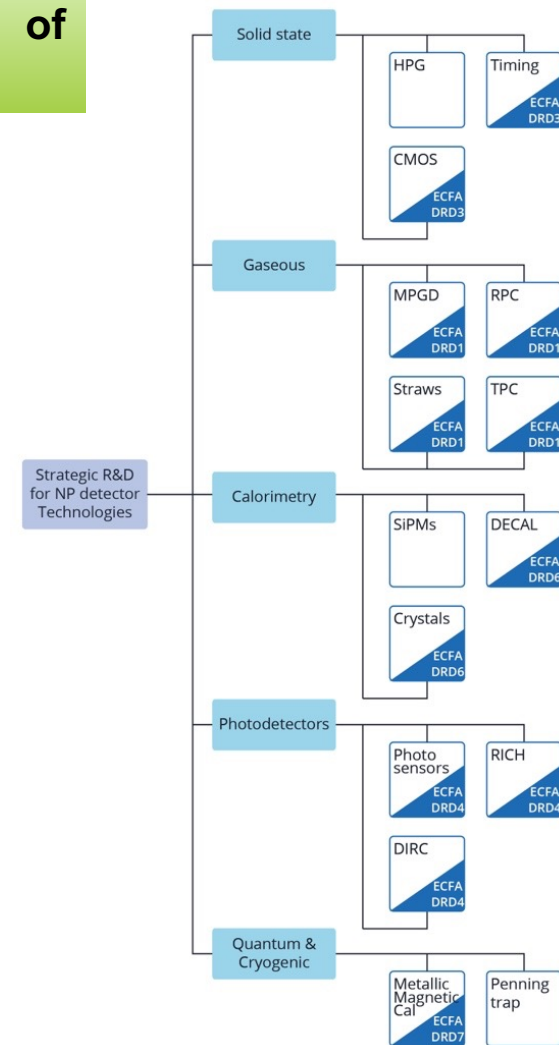 of
Solid state
HPG
Timing
ECFA
DRD3
CMOS
ECFA
DRD3
Gaseous
MPGD
ECFA
DRD1
RPC
ECFA
DRD1
Straws
ECFA
DRD1
TPC
ECFA
DRD1
Strategic R&D
for NP detector
Technologies
Calorimetry
SiPMs
DECAL
ECFA
DRD6
Crystals
ECFA
DRD6
Photodetectors
Photo
sensors
ECFA
DRD4
RICH
ECFA
DRD4
DIRC
ECFA
DRD4
Quantum &
Cryogenic
Metallic
Magnetic
Cal
ECFA
DRD7
Penning
trap